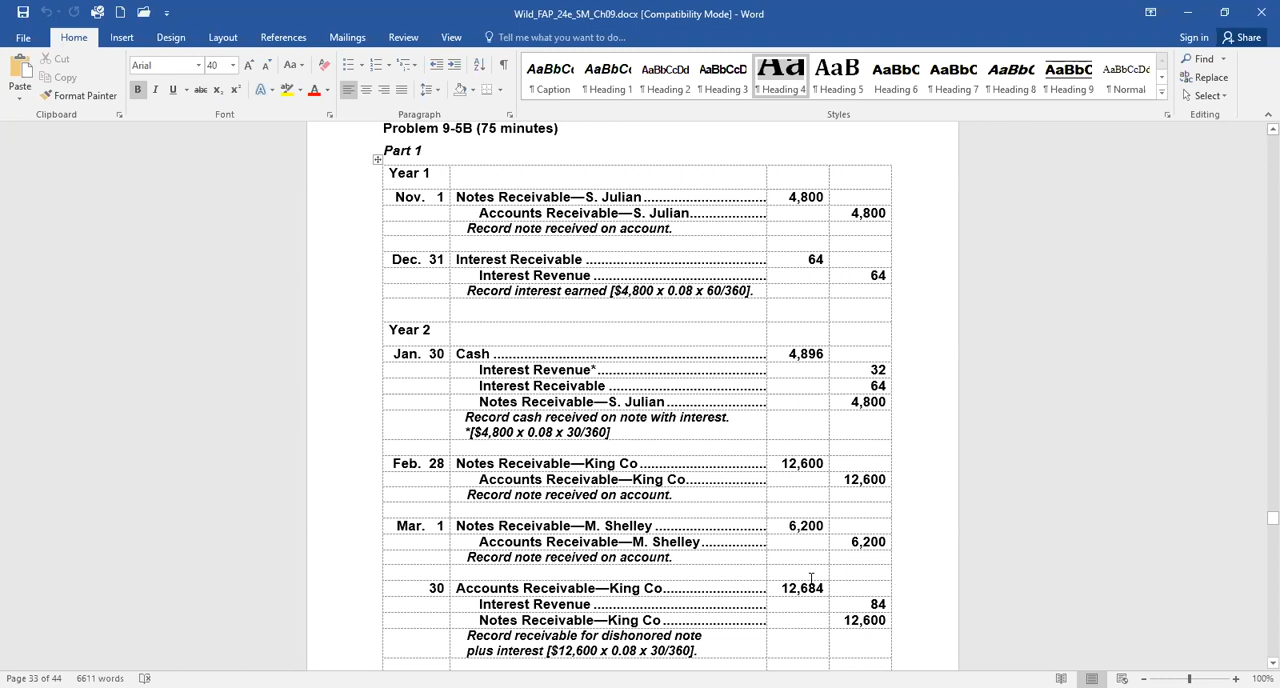 Wild_FAP_24e_SM_Ch09.docx [Compatibility Mode] - Word
File Home Insert Design Layout References Mailings Review View Tell me what you want to do... Sign in Share
Paste Cut Copy Format Painter
Arial 40
AaBbCc AaBbCc AaBbCcDd AaBbCcD Aa AaB AaBbC AaBbC AaBbC AaBbC AaBbCcDd
¶ Caption ¶ Heading 1 ¶ Heading 2 ¶ Heading 3 ¶ Heading 4 ¶ Heading 5 ¶ Heading 6 ¶ Heading 7 ¶ Heading 8 ¶ Heading 9 ¶ Normal
Find Replace Select
Clipboard Font Paragraph Styles Editing
Problem 9-5B (75 minutes)
Part 1
Year 1
Nov. 1 Notes Receivable—S. Julian ................................ 4,800
Accounts Receivable—S. Julian.................... 4,800
Record note received on account.
Dec. 31 Interest Receivable ............................................... 64
Interest Revenue ............................................. 64
Record interest earned [$4,800 x 0.08 x 60/360].
Year 2
Jan. 30 Cash ....................................................................... 4,896
Interest Revenue*............................................ 32
Interest Receivable ......................................... 64
Notes Receivable—S. Julian .......................... 4,800
Record cash received on note with interest.
*[$4,800 x 0.08 x 30/360]
Feb. 28 Notes Receivable—King Co ................................. 12,600
Accounts Receivable—King Co..................... 12,600
Record note received on account.
Mar. 1 Notes Receivable—M. Shelley ............................. 6,200
Accounts Receivable—M. Shelley................. 6,200
Record note received on account.
30 Accounts Receivable—King Co........................... 12,684
Interest Revenue ............................................. 84
Notes Receivable—King Co ........................... 12,600
Record receivable for dishonored note
plus interest [$12,600 x 0.08 x 30/360].
Page 33 of 44 6611 words 100%